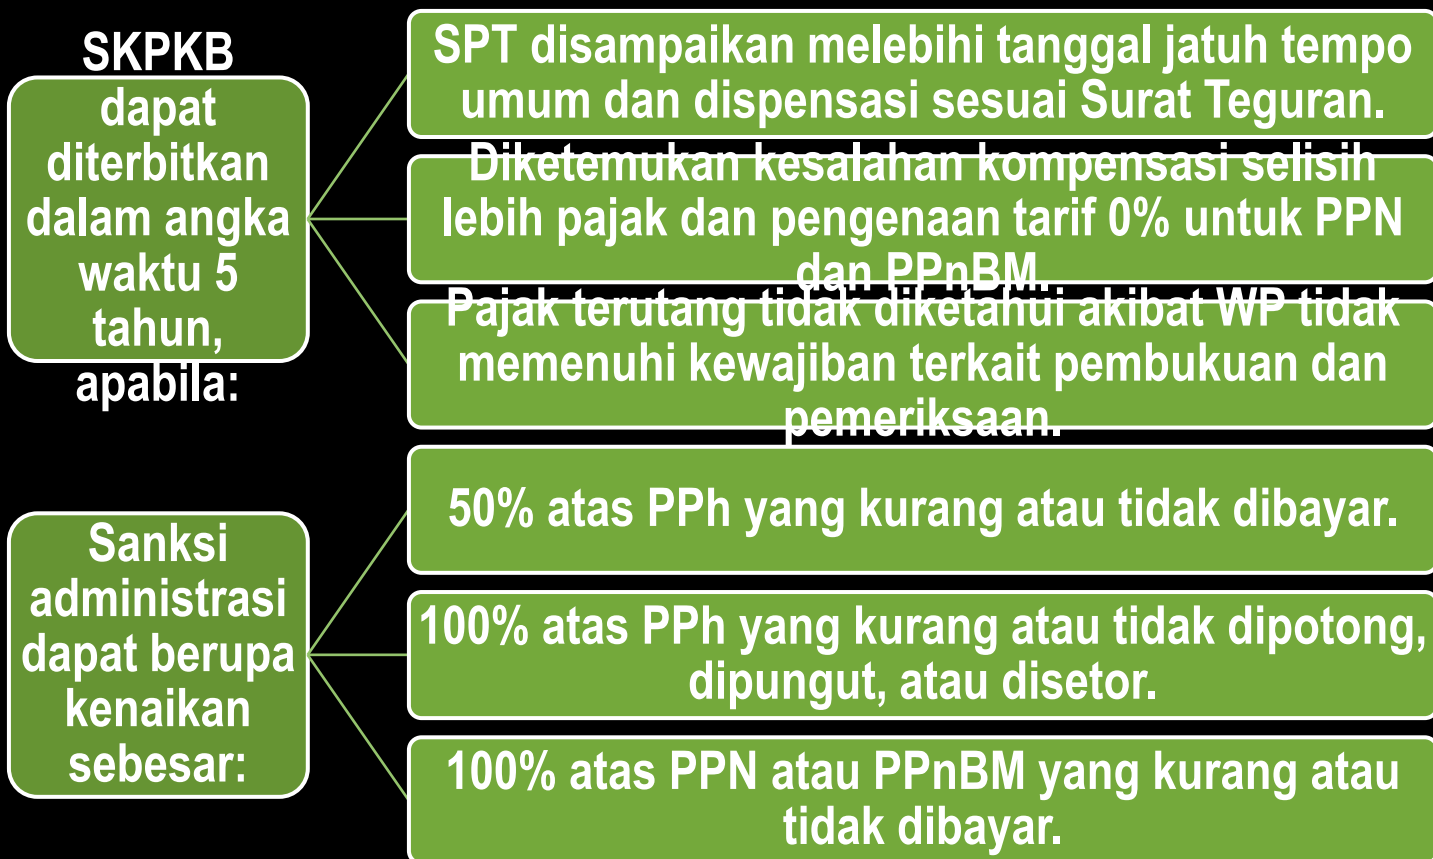 SKPKB
dapat
diterbitkan
dalam angka
waktu 5
tahun,
apabila:
SPT disampaikan melebihi tanggal jatuh tempo
umum dan dispensasi sesuai Surat Teguran.
Diketemukan kesalahan kompensasi selisih
lebih pajak dan pengenaan tarif 0% untuk PPN
dan PPnBM.
Pajak terutang tidak diketahui akibat WP tidak
memenuhi kewajiban terkait pembukuan dan
pemeriksaan.
Sanksi
administrasi
dapat berupa
kenaikan
sebesar:
50% atas PPh yang kurang atau tidak dibayar.
100% atas PPh yang kurang atau tidak dipotong,
dipungut, atau disetor.
100% atas PPN atau PPnBM yang kurang atau
tidak dibayar.